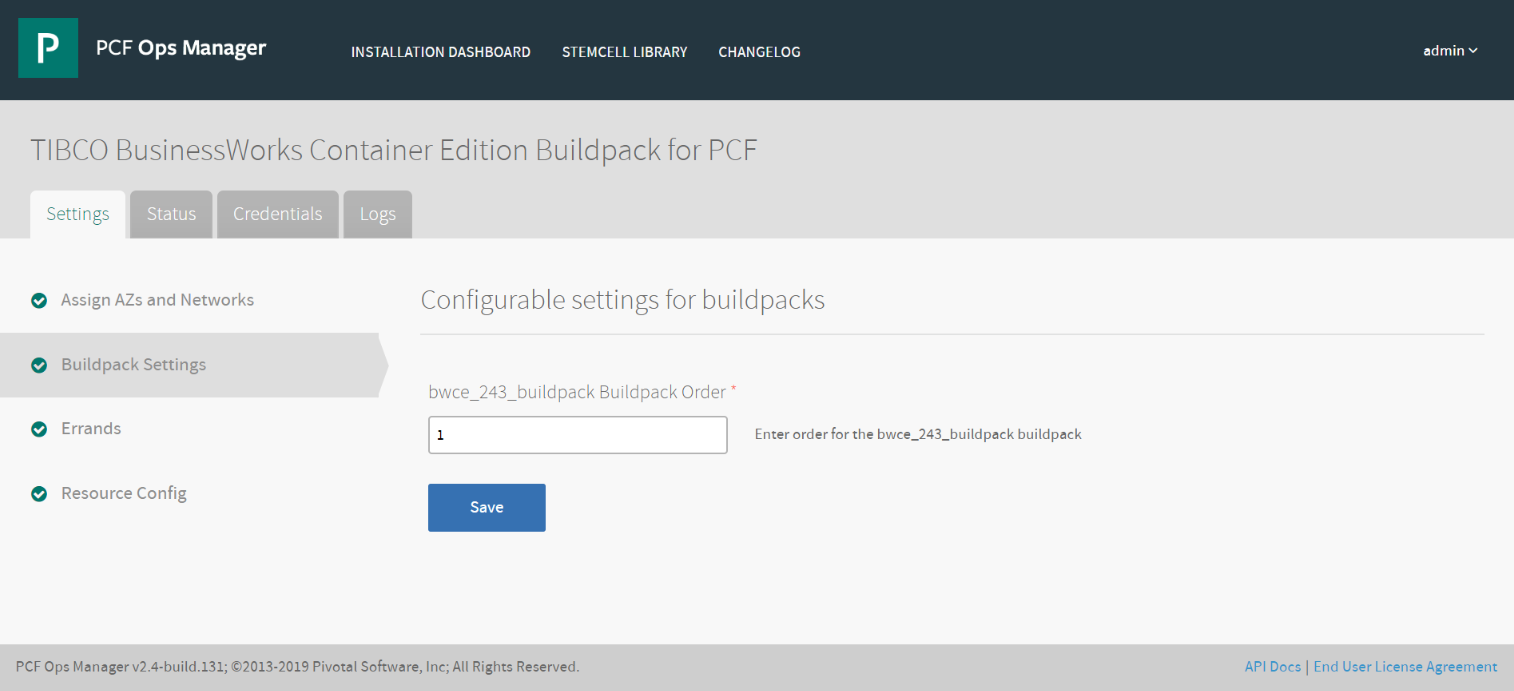 P PCF Ops Manager INSTALLATION DASHBOARD STEMCELL LIBRARY CHANGELOG admin
TIBCO BusinessWorks Container Edition Buildpack for PCF
Settings Status Credentials Logs
Assign AZs and Networks
Buildpack Settings
Errands
Resource Config
Configurable settings for buildpacks
bwce_243_buildpack Buildpack Order *
1 Enter order for the bwce_243_buildpack buildpack
Save
PCF Ops Manager v2.4-build.131; ©2013-2019 Pivotal Software, Inc; All Rights Reserved. API Docs | End User License Agreement